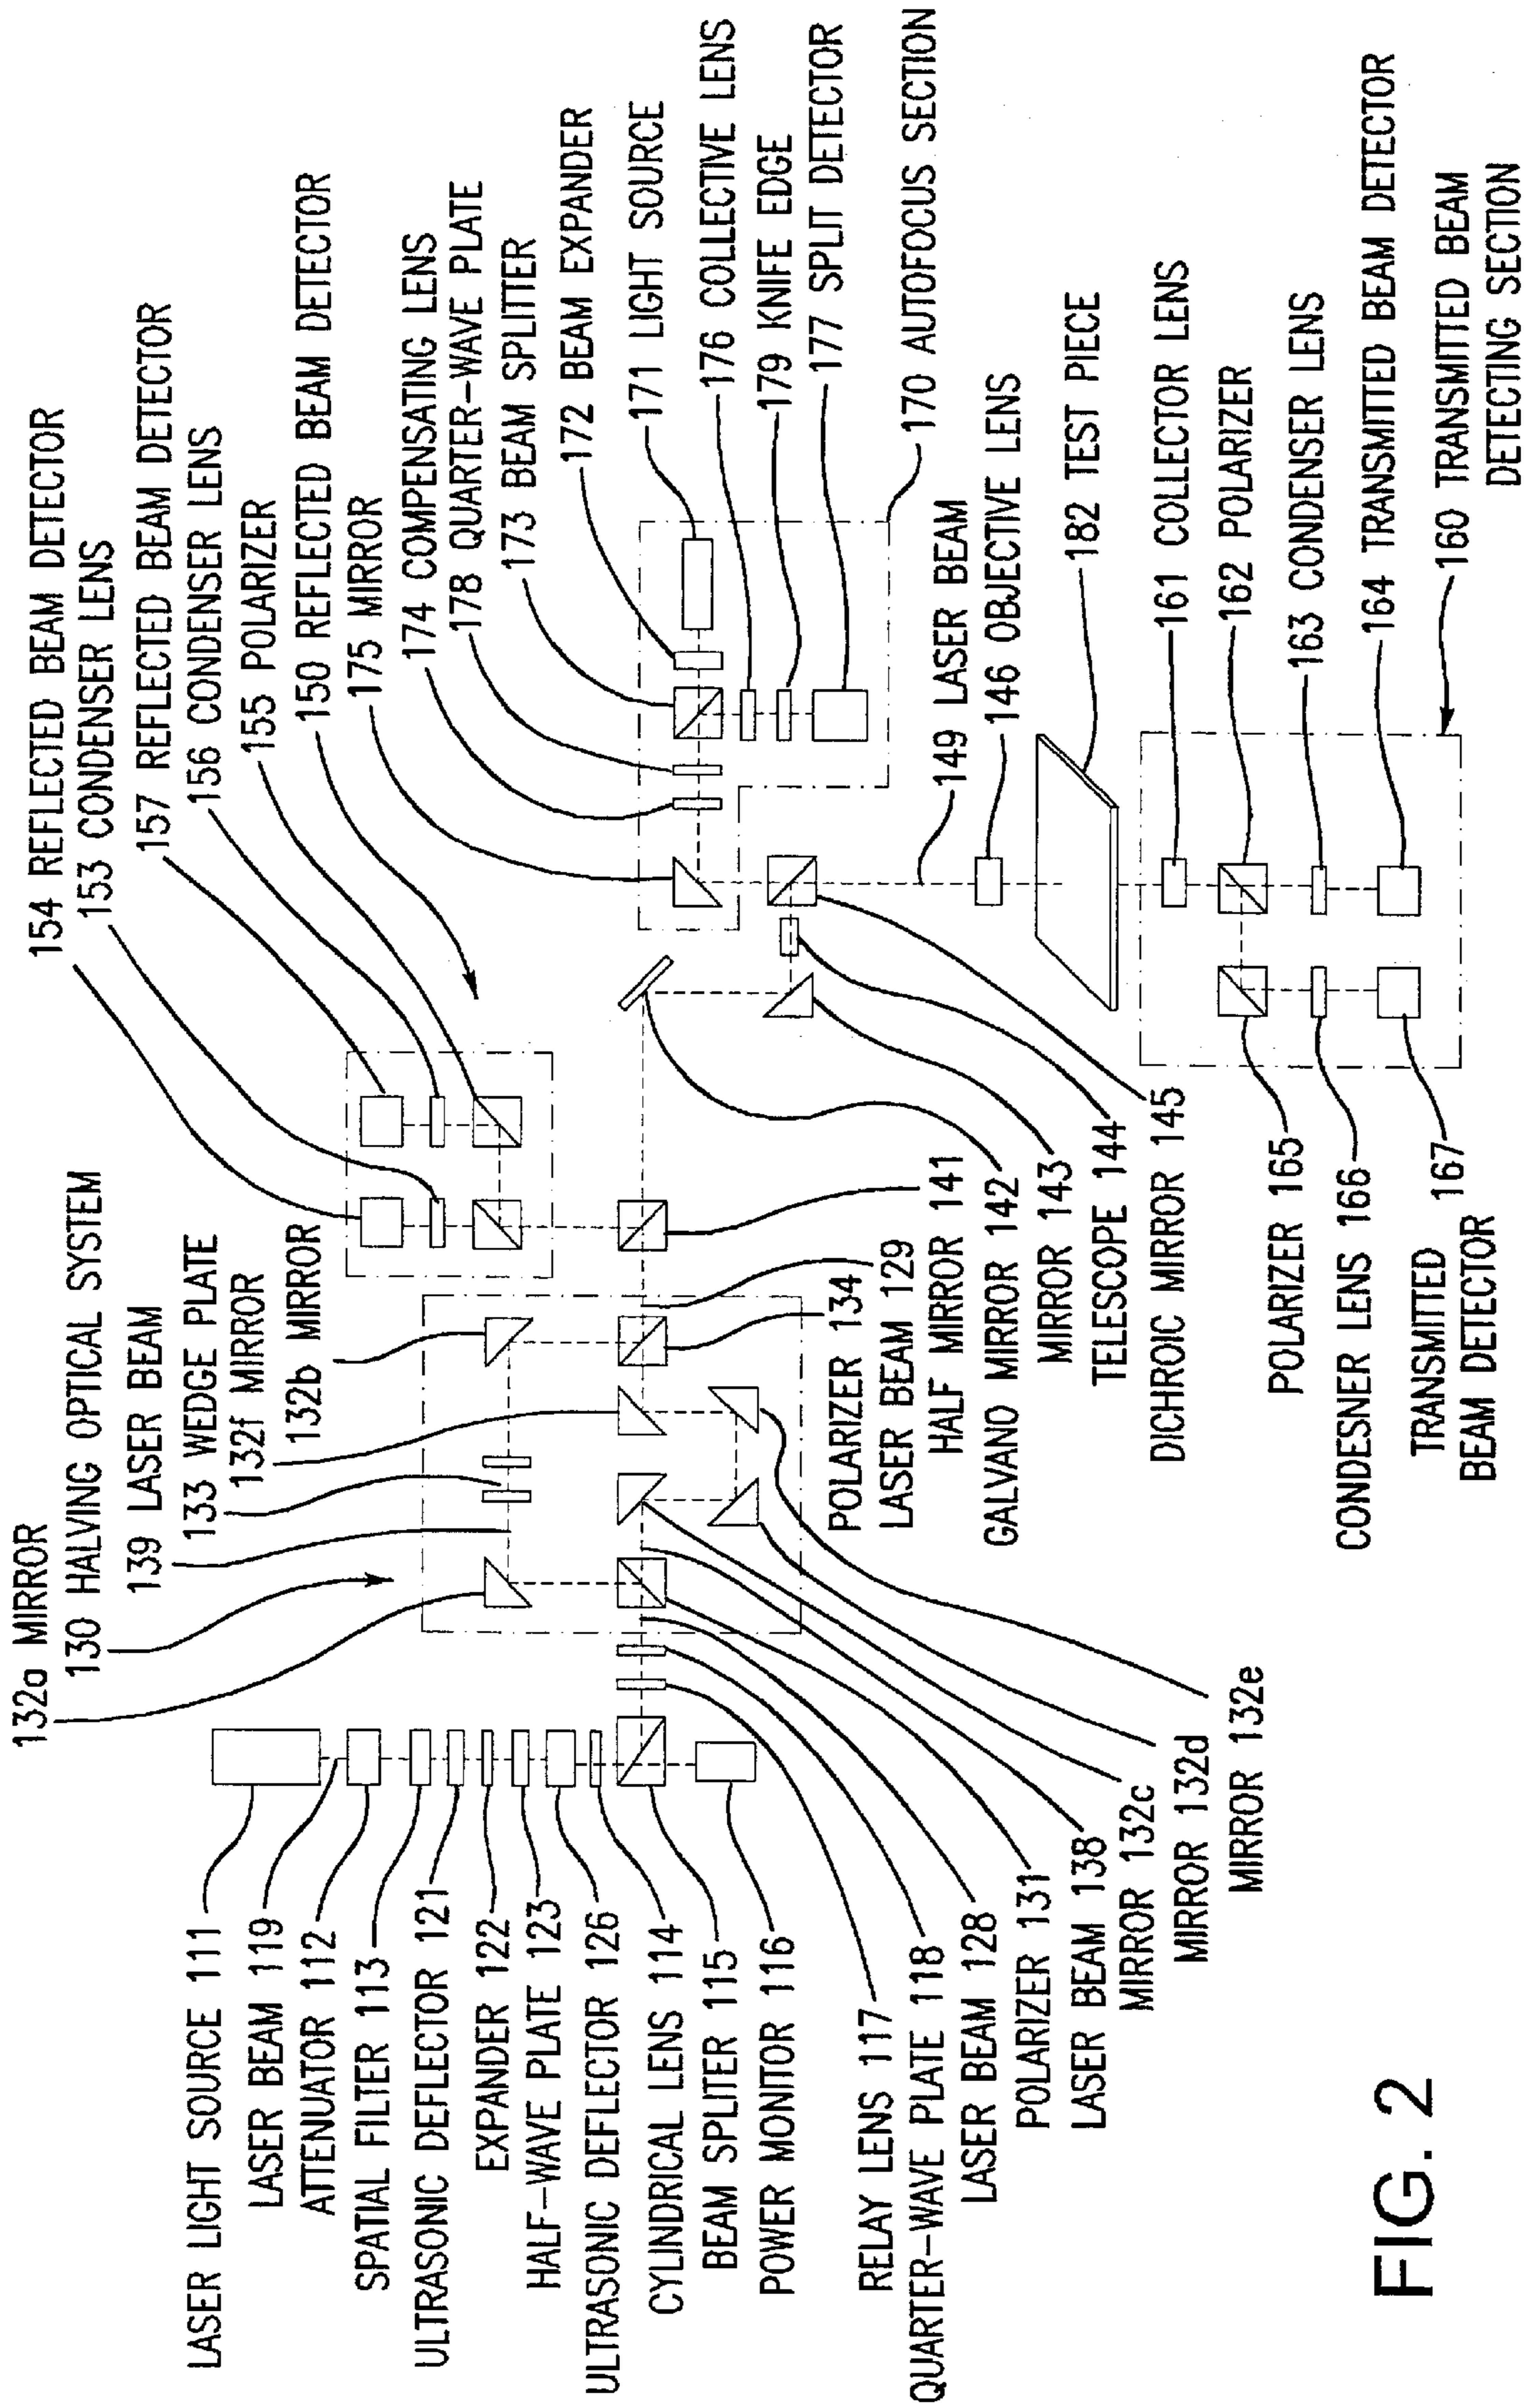 132a MIRROR
130 HALVING OPTICAL SYSTEM
139 LASER BEAM
133 WEDGE PLATE
132f MIRROR
132b MIRROR
154 REFLECTED BEAM DETECTOR
153 CONDENSER LENS
157 REFLECTED BEAM DETECTOR
156 CONDENSER LENS
155 POLARIZER
150 REFLECTED BEAM DETECTOR
175 MIRROR
174 COMPENSATING LENS
178 QUARTER-WAVE PLATE
173 BEAM SPLITTER
172 BEAM EXPANDER
171 LIGHT SOURCE
176 COLLECTIVE LENS
179 KNIFE EDGE
177 SPLIT DETECTOR
170 AUTOFOCUS SECTION
149 LASER BEAM
146 OBJECTIVE LENS
182 TEST PIECE
161 COLLECTOR LENS
162 POLARIZER
163 CONDENSER LENS
164 TRANSMITTED BEAM DETECTOR
160 TRANSMITTED BEAM
DETECTING SECTION
LASER LIGHT SOURCE 111
LASER BEAM 119
ATTENUATOR 112
SPATIAL FILTER 113
ULTRASONIC DEFLECTOR 121
EXPANDER 122
HALF-WAVE PLATE 123
ULTRASONIC DEFLECTOR 126
CYLINDRICAL LENS 114
BEAM SPLITER 115
POWER MONITOR 116
RELAY LENS 117
QUARTER-WAVE PLATE 118
LASER BEAM 128
POLARIZER 131
LASER BEAM 138
MIRROR 132c
MIRROR 132d
MIRROR 132e
POLARIZER 134
LASER BEAM 129
HALF MIRROR 141
GALVANO MIRROR 142
MIRROR 143
TELESCOPE 144
DICHROIC MIRROR 145
POLARIZER 165
CONDESNER LENS 166
TRANSMITTED
BEAM DETECTOR 167
FIG. 2